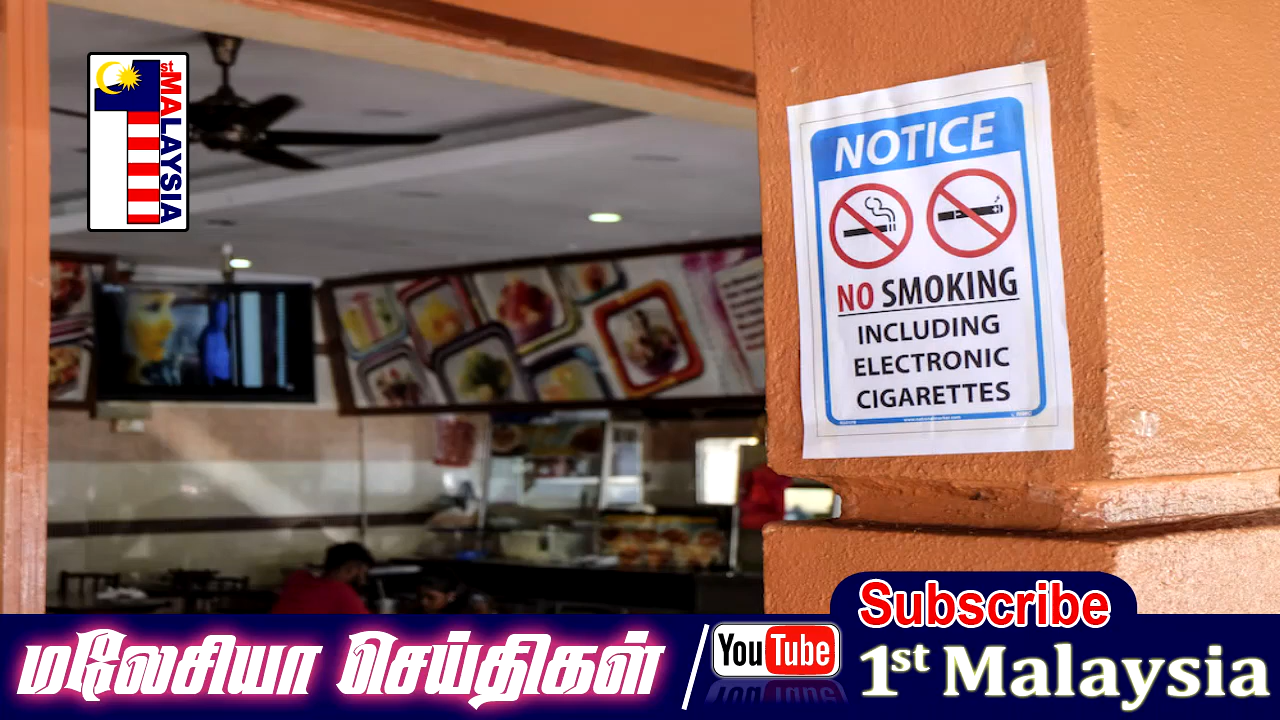 1st MALAYSIA
NOTICE
NO SMOKING
INCLUDING
ELECTRONIC
CIGARETTES
Subscribe
மலேசியா செய்திகள்
YouTube
1st Malaysia